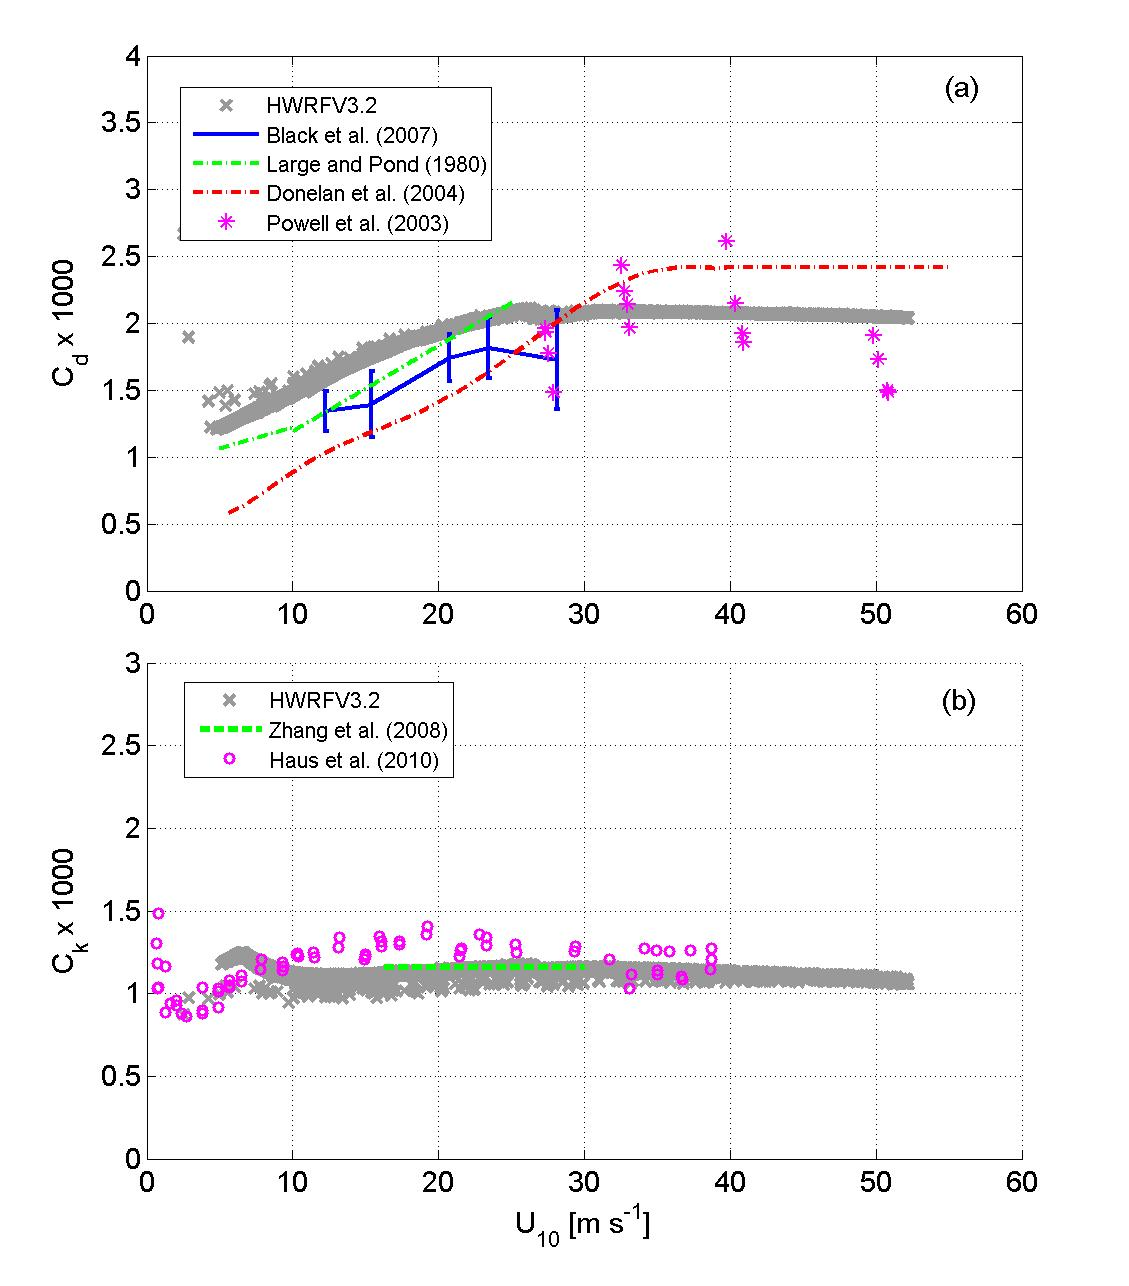 (a)
HWRFV3.2
Black et al. (2007)
Large and Pond (1980)
Donelan et al. (2004)
Powell et al. (2003)
4
3.5
3
2.5
2
1.5
1
0.5
0
C_d x 1000
0 10 20 30 40 50 60
(b)
HWRFV3.2
Zhang et al. (2008)
Haus et al. (2010)
3
2.5
2
1.5
1
0.5
0
C_k x 1000
0 10 20 30 40 50 60
U_10 [m s^-1]